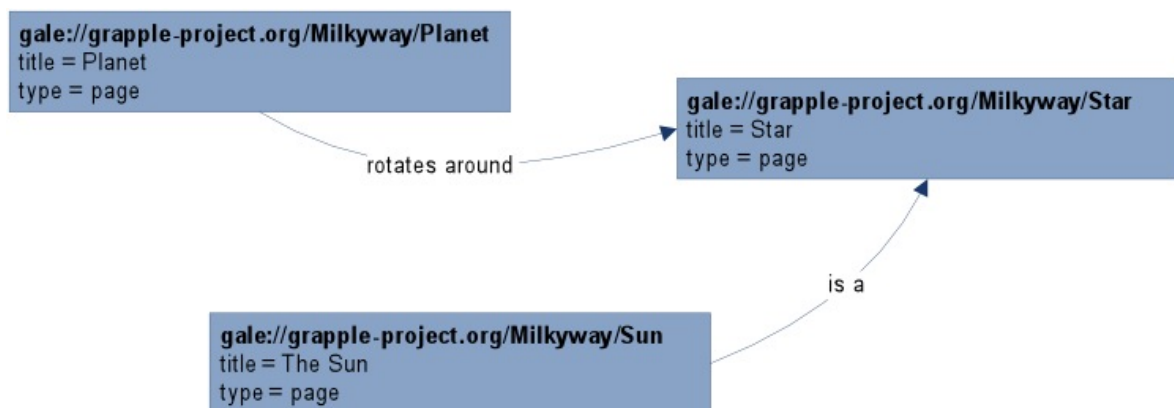 gale://grapple-project.org/Milkyway/Planet
title = Planet
type = page
gale://grapple-project.org/Milkyway/Star
title = Star
type = page
rotates around
is a
gale://grapple-project.org/Milkyway/Sun
title = The Sun
type = page